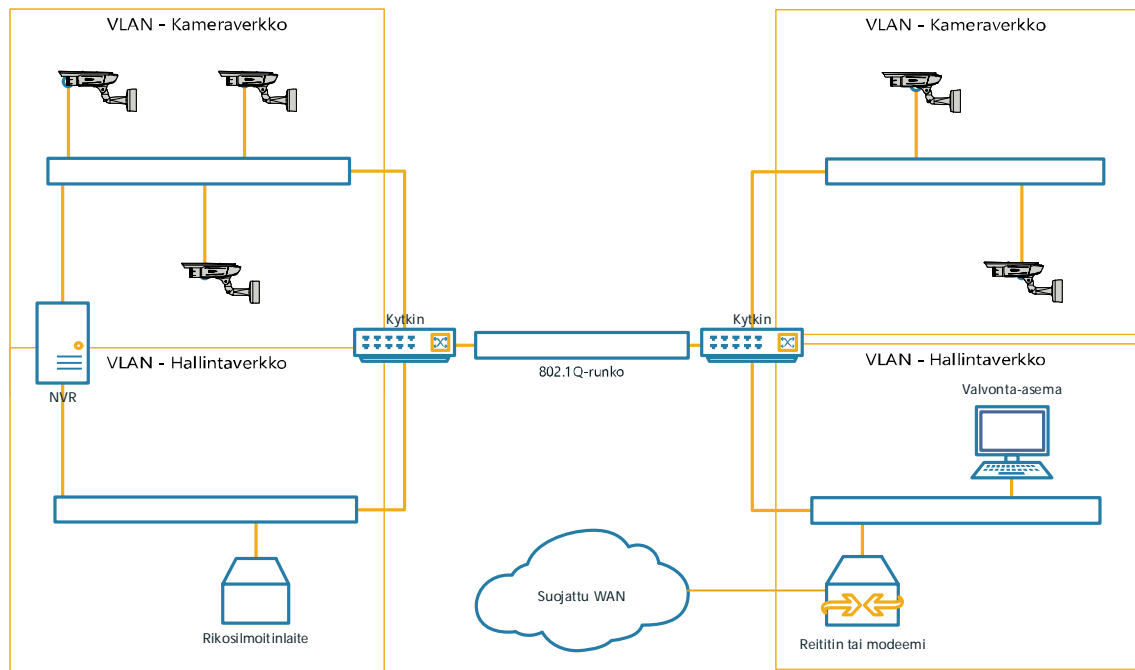 VLAN - Kameraverkko
VLAN - Kameraverkko
Kytkin
Kytkin
802.1Q-runko
VLAN - Hallintaverkko
VLAN - Hallintaverkko
NVR
Valvonta-asema
Suojattu WAN
Rikosilmoitinlaite
Reititin tai modeemi